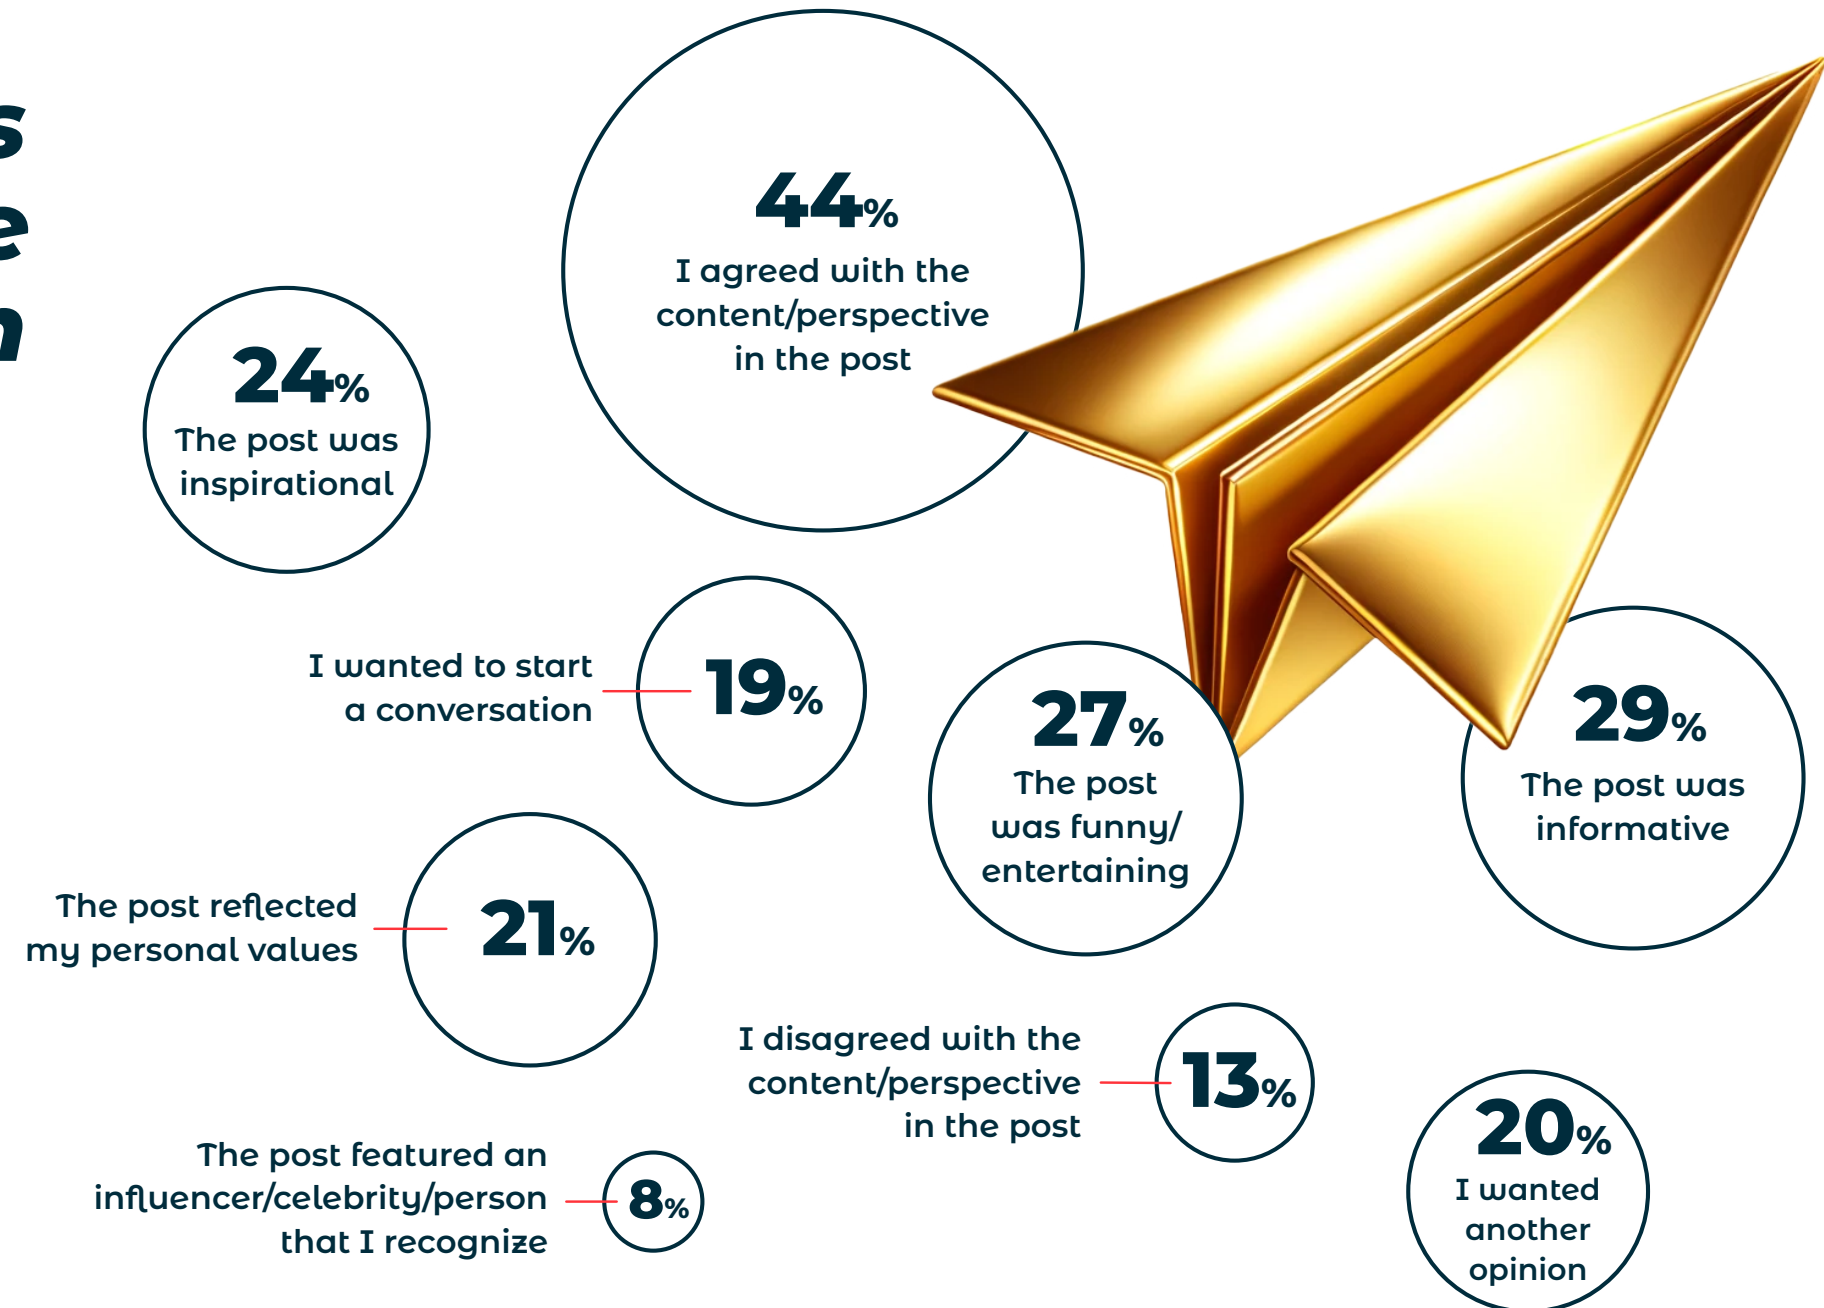 44%
I agreed with the
content/perspective
in the post
24%
The post was
inspirational
I wanted to start
a conversation
19%
27%
The post
was funny/
entertaining
29%
The post was
informative
The post reflected
my personal values
21%
I disagreed with the
content/perspective
in the post
13%
20%
I wanted
another
opinion
The post featured an
influencer/celebrity/person
that I recognize
8%